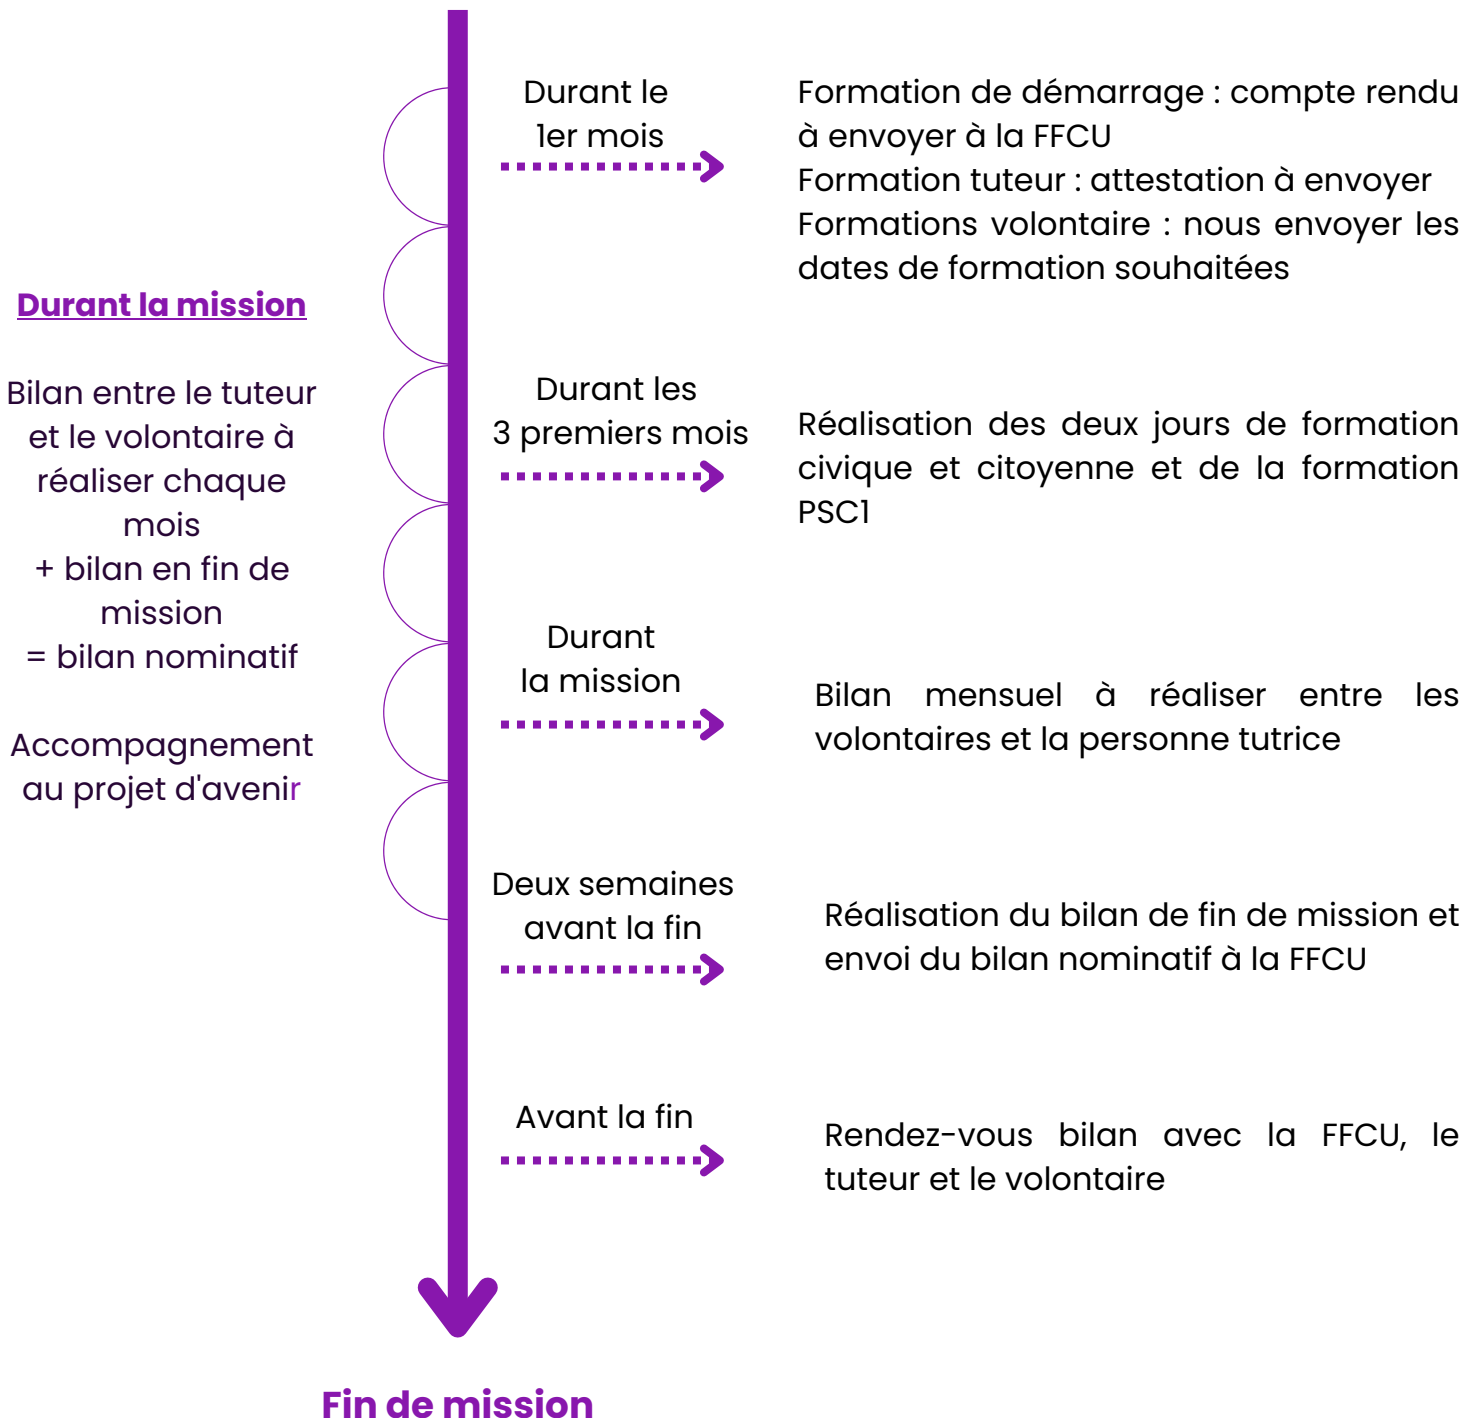 Durant le
1er mois
Formation de démarrage : compte rendu
à envoyer à la FFCU
Formation tuteur : attestation à envoyer
Formations volontaire : nous envoyer les
dates de formation souhaitées
Durant la mission
Bilan entre le tuteur
et le volontaire à
réaliser chaque
mois
+ bilan en fin de
mission
= bilan nominatif
Accompagnement
au projet d'avenir
Durant les
3 premiers mois
Réalisation des deux jours de formation
civique et citoyenne et de la formation
PSC1
Durant
la mission
Bilan mensuel à réaliser entre les
volontaires et la personne tutrice
Deux semaines
avant la fin
Réalisation du bilan de fin de mission et
envoi du bilan nominatif à la FFCU
Avant la fin
Rendez-vous bilan avec la FFCU, le
tuteur et le volontaire
Fin de mission